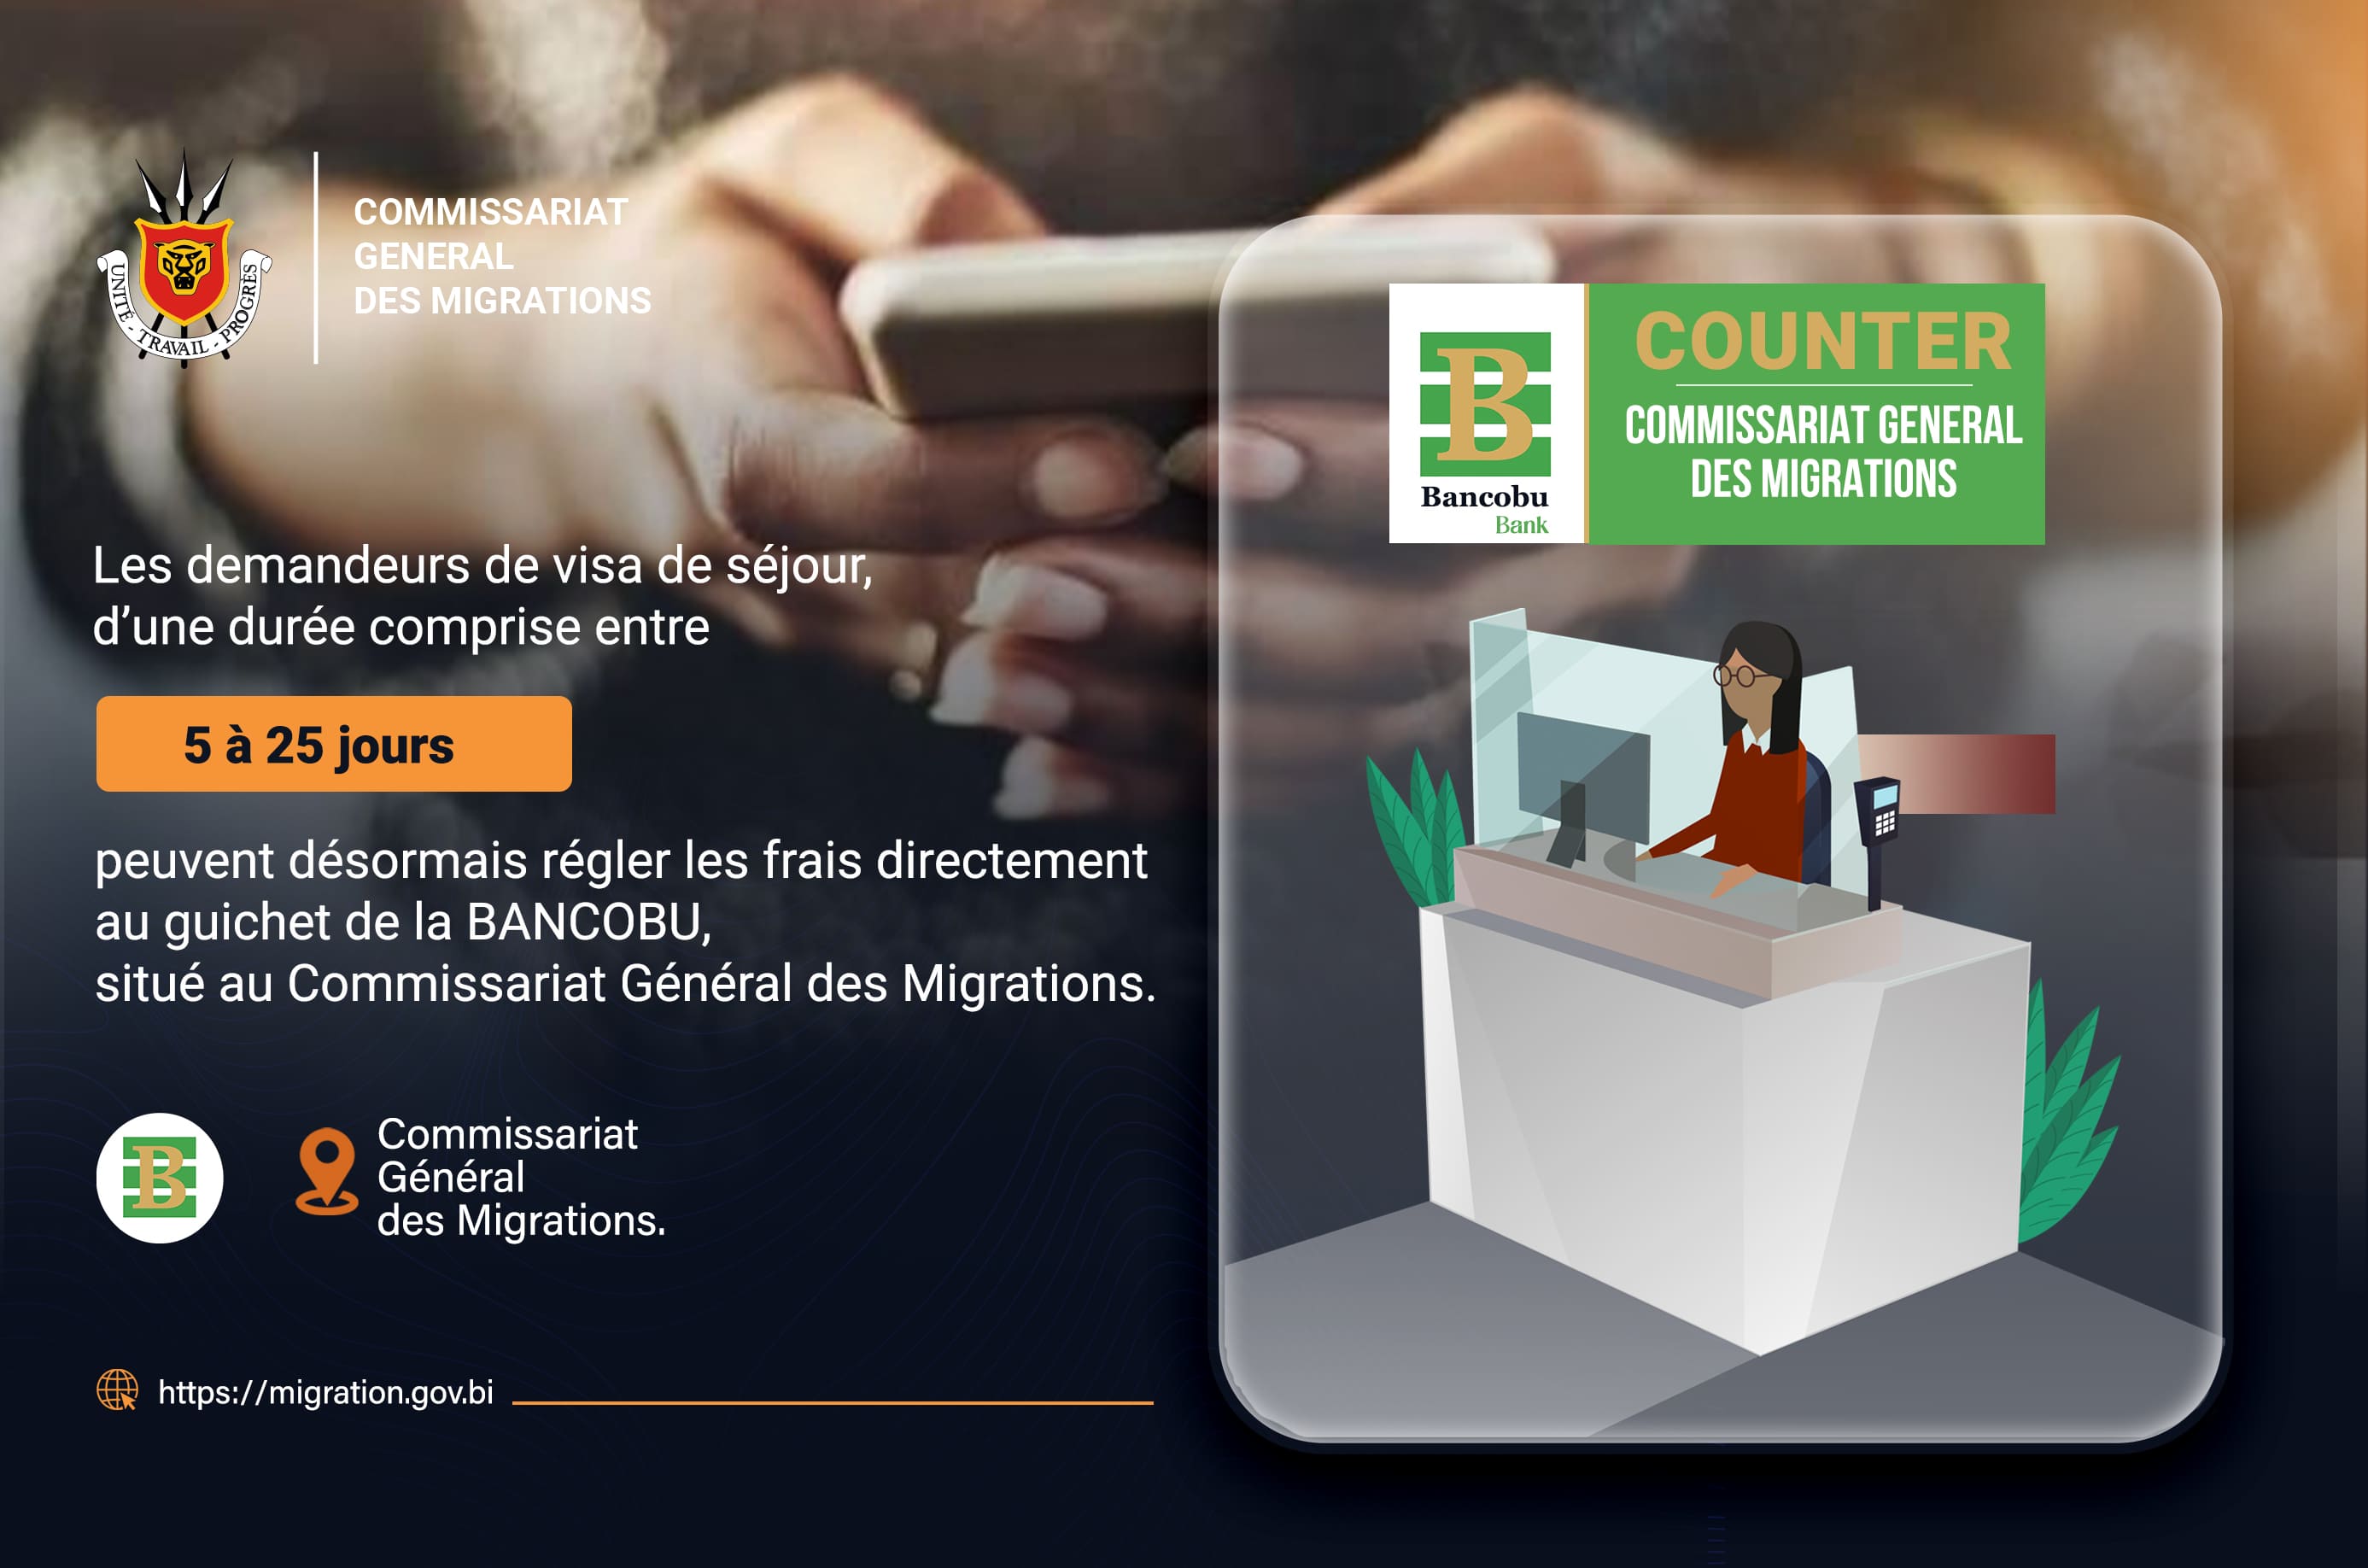 UNITÉ - TRAVAIL - PROGRÈS
COMMISSARIAT
GENERAL
DES MIGRATIONS
Les demandeurs de visa de séjour,
d’une durée comprise entre
5 à 25 jours
peuvent désormais régler les frais directement
au guichet de la BANCOBU,
situé au Commissariat Général des Migrations.
B
Commissariat
Général
des Migrations.
https://migration.gov.bi
B
Bancobu
Bank
COUNTER
COMMISSARIAT GENERAL
DES MIGRATIONS